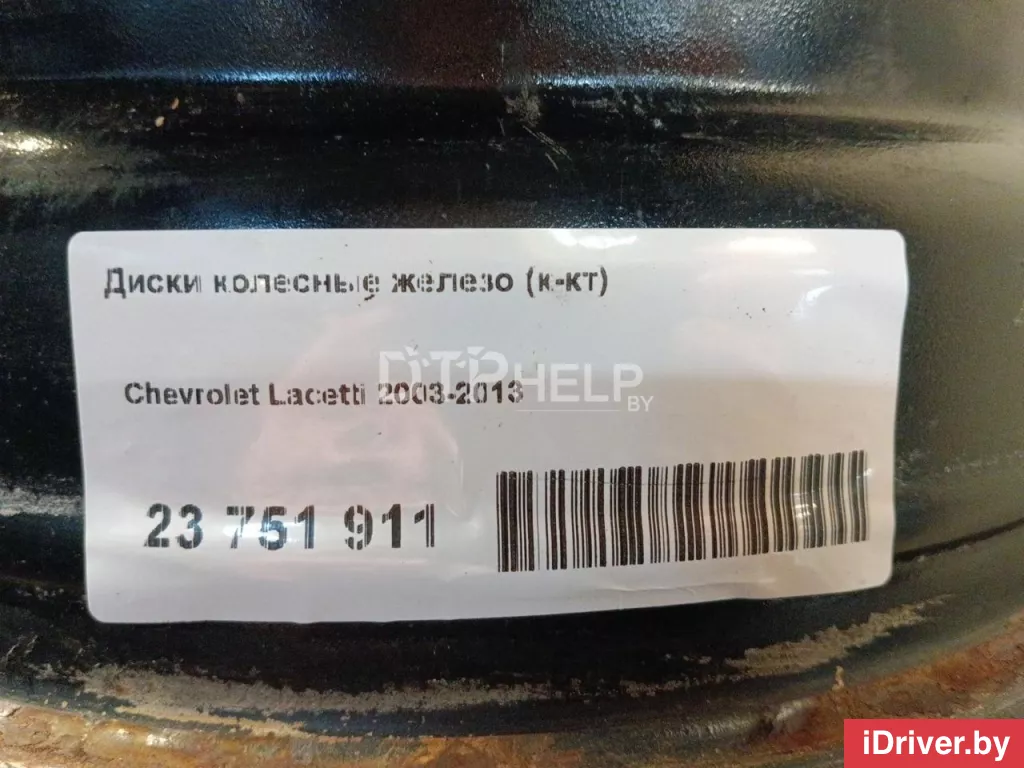 Диски колесные железо (к-кт)
Chevrolet Lacetti 2003-2013
DTPHELP
BY
23 751 911
iDriver.by